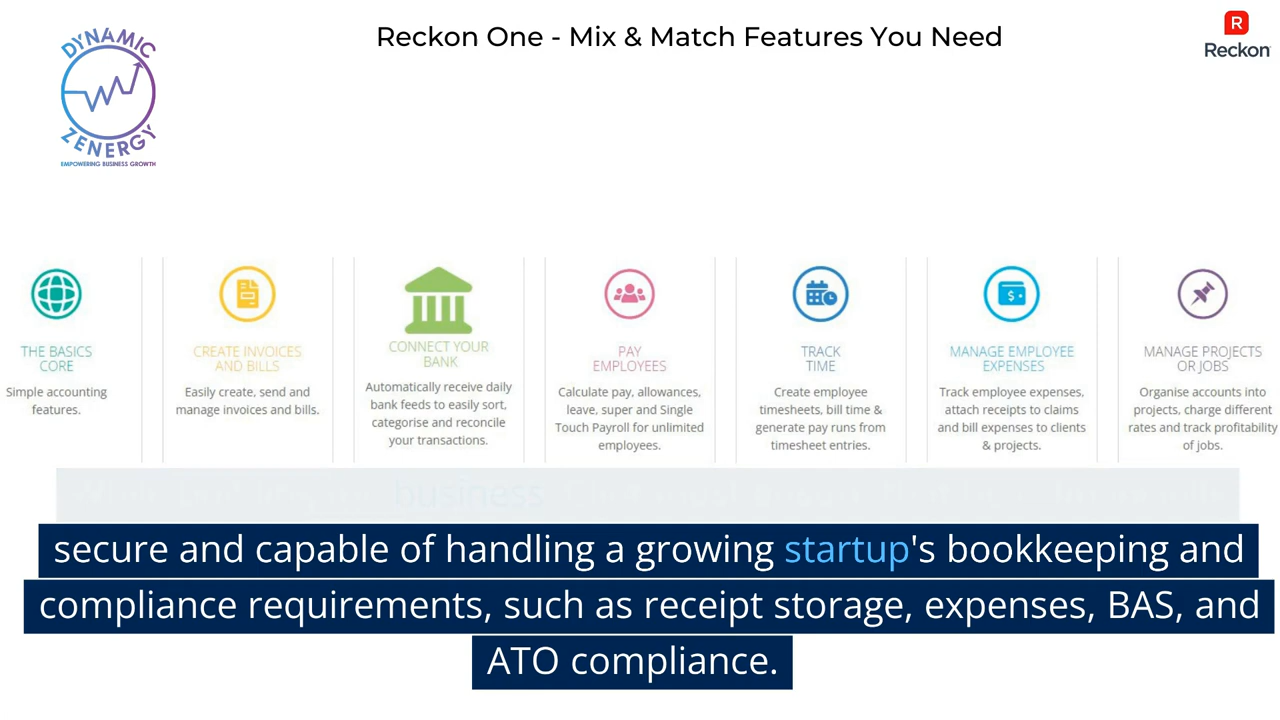 DYNAMIC
ZENERGY
EMPOWERING BUSINESS GROWTH
Reckon One - Mix & Match Features You Need
R
Reckon
THE BASICS
CORE
Simple accounting
features.
CREATE INVOICES
AND BILLS
Easily create, send and
manage invoices and bills.
CONNECT YOUR
BANK
Automatically receive daily
bank feeds to easily sort,
categorise and reconcile
your transactions.
PAY
EMPLOYEES
Calculate pay, allowances,
leave, super and Single
Touch Payroll for unlimited
employees.
TRACK
TIME
Create employee
timesheets, bill time &
generate pay runs from
timesheet entries.
MANAGE EMPLOYEE
EXPENSES
Track employee expenses,
attach receipts to claims
and bill expenses to clients
& projects.
MANAGE PROJECTS
OR JOBS
Organise accounts into
projects, charge different
rates and track profitability
of jobs.
business
secure and capable of handling a growing startup's bookkeeping and
compliance requirements, such as receipt storage, expenses, BAS, and
ATO compliance.